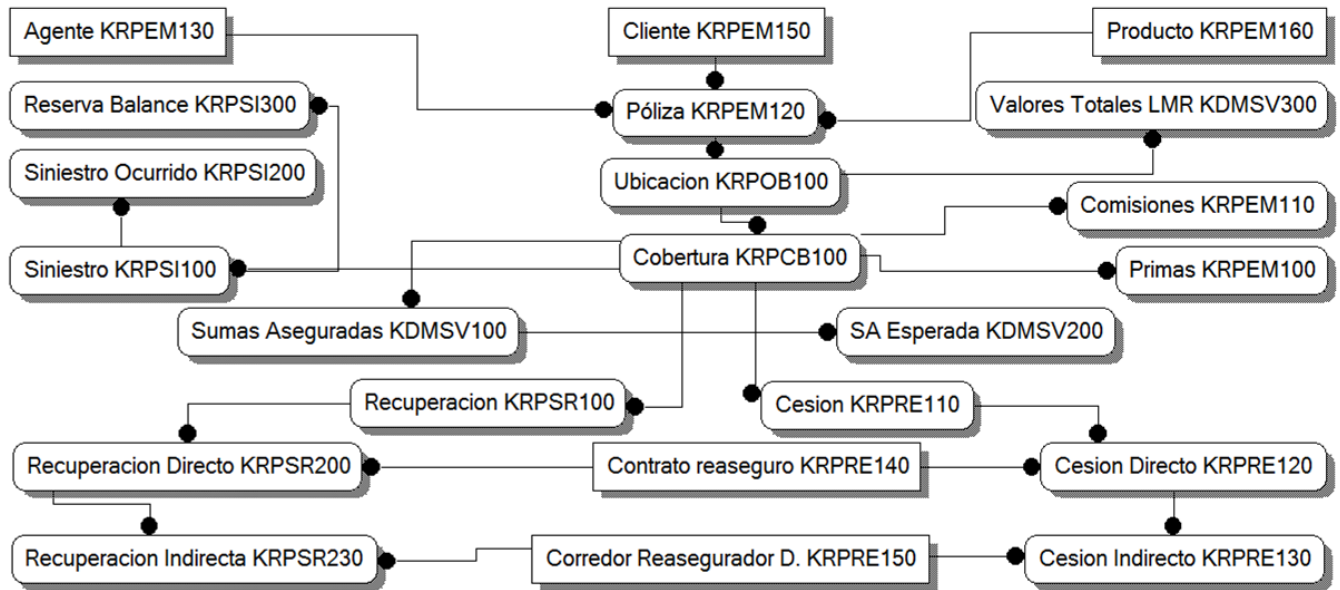 Agente KRPEM130
Cliente KRPEM150
Producto KRPEM160
Reserva Balance KRPSI300
Póliza KRPEM120
Valores Totales LMR KDMSV300
Siniestro Ocurrido KRPSI200
Ubicacion KRPOB100
Comisiones KRPEM110
Siniestro KRPSI100
Cobertura KRPCB100
Primas KRPEM100
Sumas Aseguradas KDMSV100
SA Esperada KDMSV200
Recuperacion KRPSR100
Cesion KRPRE110
Recuperacion Directo KRPSR200
Contrato reaseguro KRPRE140
Cesion Directo KRPRE120
Recuperacion Indirecta KRPSR230
Corredor Reasegurador D. KRPRE150
Cesion Indirecto KRPRE130